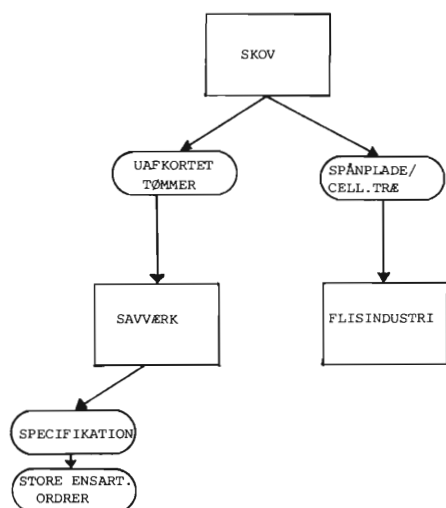 SKOV
UAFKORTET
TØMMER
SPÅNPLADE/
CELL.TRÆ
SAVVÆRK
FLISINDUSTRI
SPECIFIKATION
STORE ENSART.
ORDRER